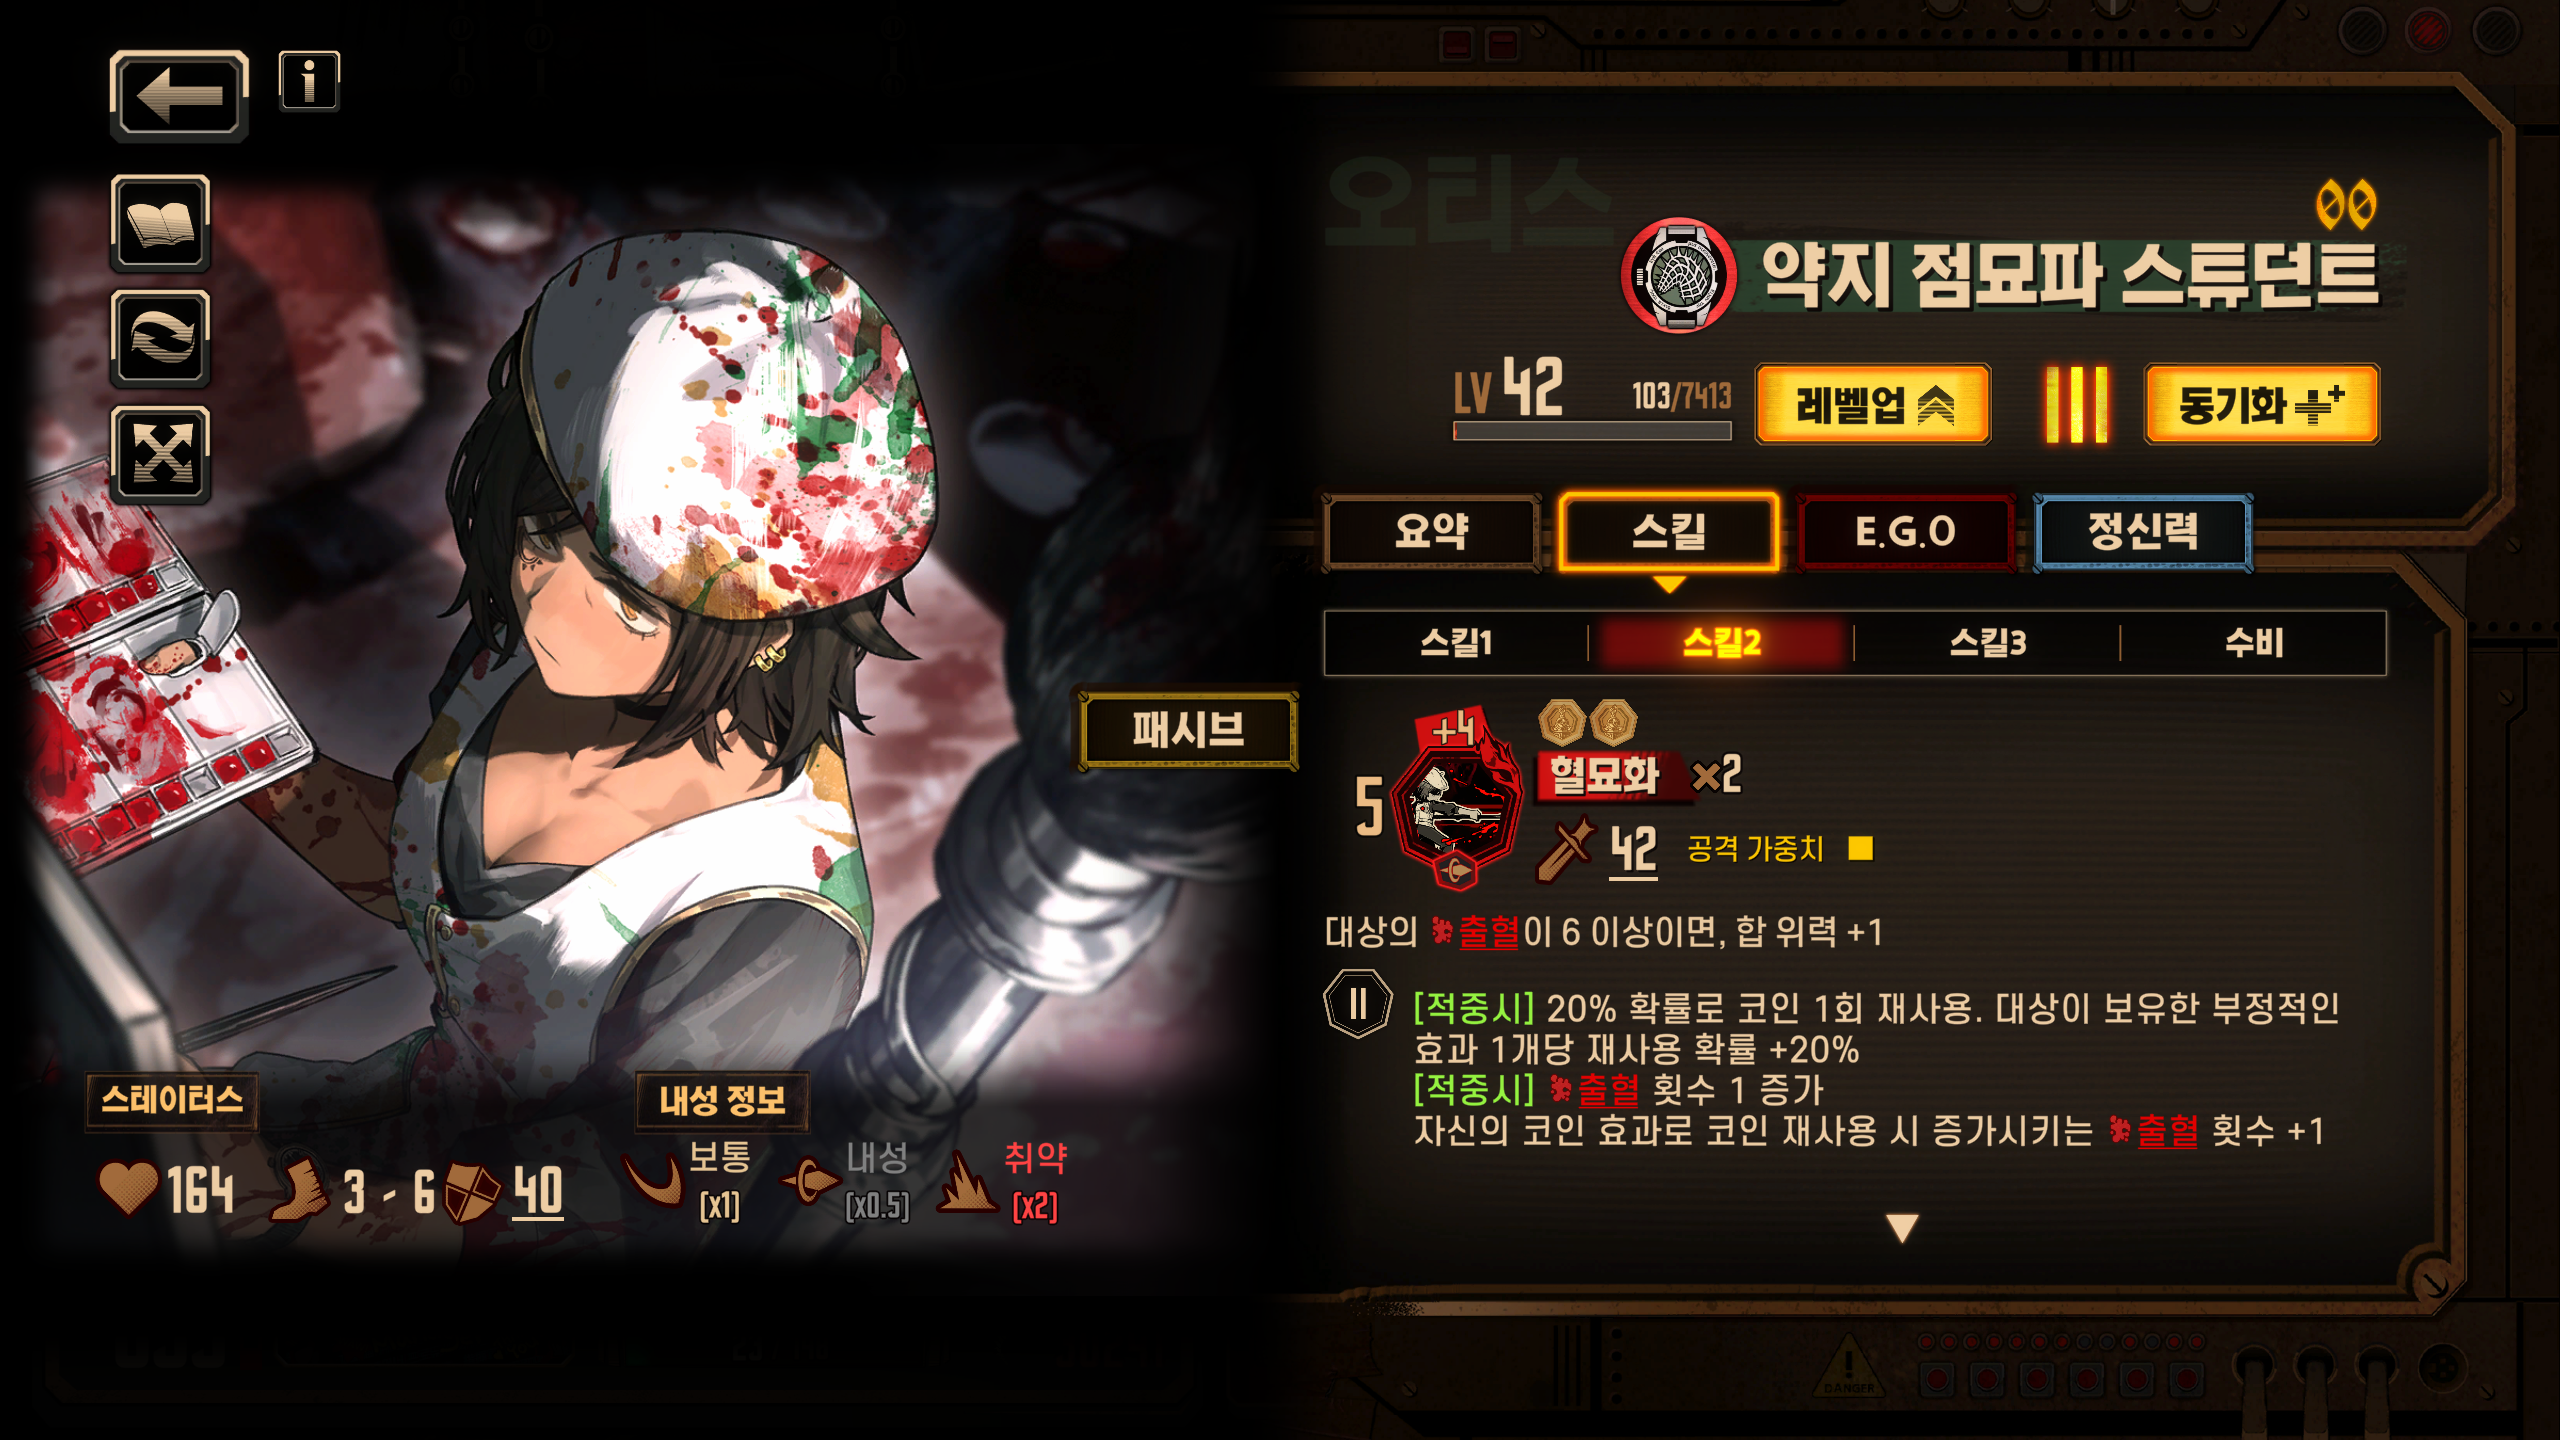 오티스
약지 점묘파 스튜던트
LV 42
103/7413
레벨업
동기화
요약
스킬
E.G.O
정신력
스킬1
스킬2
스킬3
수비
패시브
+4
5
혈묘화 ×2
42 공격 가중치
대상의 출혈이 6 이상이면, 합 위력 +1
II
[적중시] 20% 확률로 코인 1회 재사용. 대상이 보유한 부정적인
효과 1개당 재사용 확률 +20%
[적중시] 출혈 횟수 1 증가
자신의 코인 효과로 코인 재사용 시 증가시키는 출혈 횟수 +1
스테이터스
164
3 - 6
40
내성 정보
보통
[x1]
내성
[x0.5]
취약
[x2]
DANGER